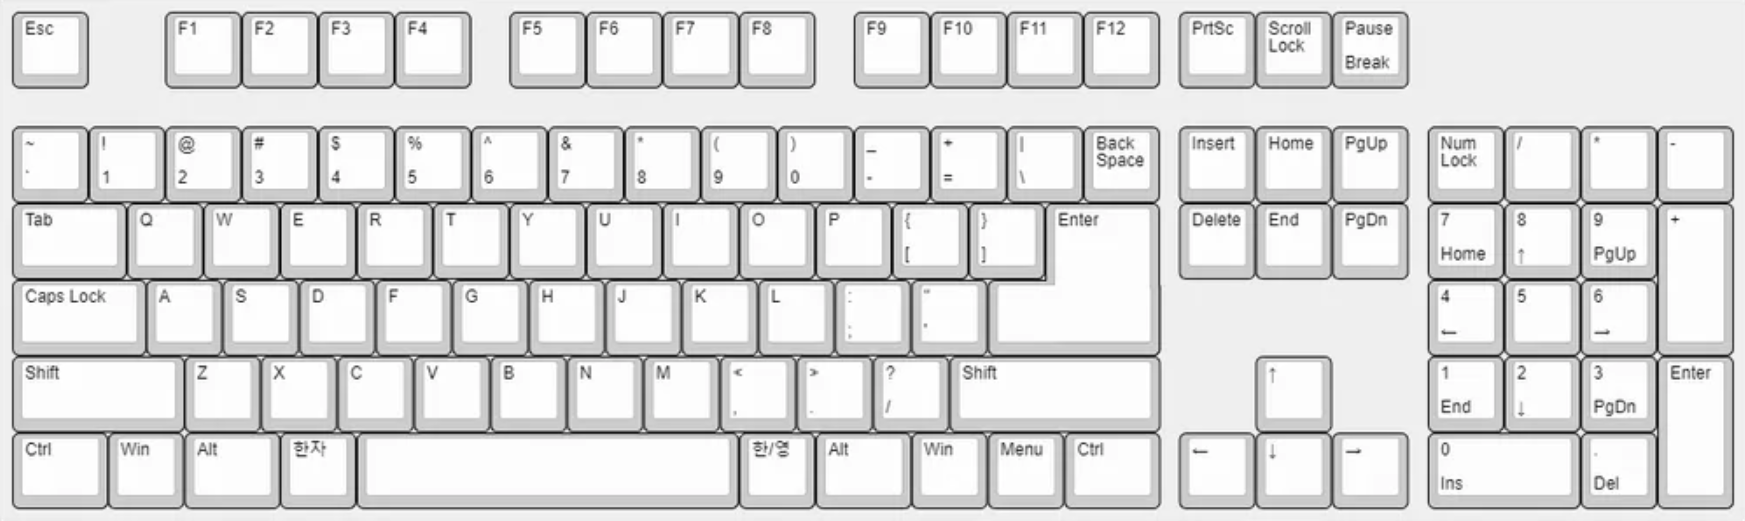 Esc F1 F2 F3 F4 F5 F6 F7 F8 F9 F10 F11 F12 PrtSc Scroll Lock Pause Break
~ ` ! 1 @ 2 # 3 $ 4 % 5 ^ 6 & 7 * 8 ( 9 ) 0 _ - + = | \ Back Space Insert Home PgUp Num Lock / * -
Tab Q W E R T Y U I O P { [ } ] Enter Delete End PgDn 7 Home 8 ↑ 9 PgUp +
Caps Lock A S D F G H J K L : ; " ' 4 ← 5 6 →
Shift Z X C V B N M < , > . ? / Shift ↑ 1 End 2 ↓ 3 PgDn Enter
Ctrl Win Alt 한자 한/영 Alt Win Menu Ctrl ← ↓ → 0 Ins . Del